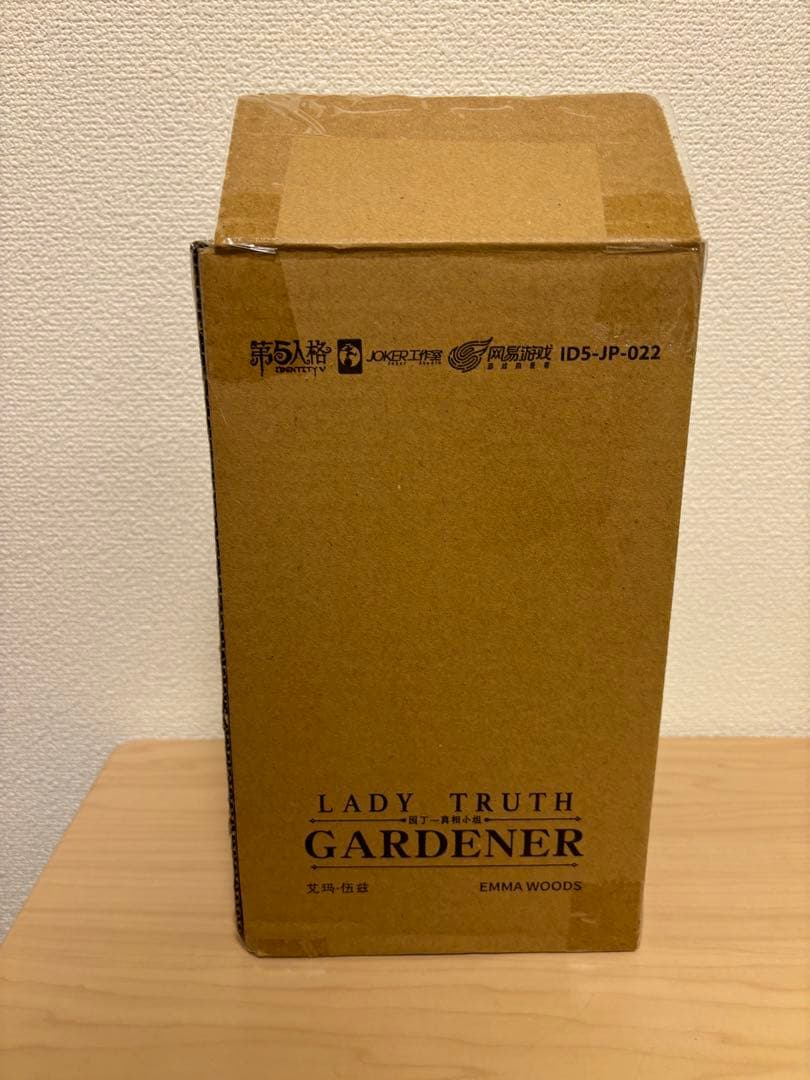 第5人格 IDENTITY V JOKER工作室 网易游戏 ID5-JP-022
LADY TRUTH
园丁—真相小姐
GARDENER
艾玛·伍兹 EMMA WOODS